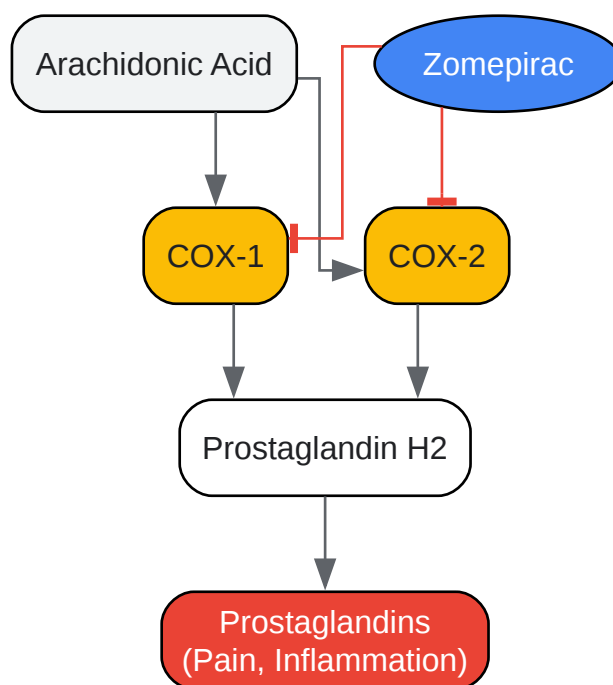 Arachidonic Acid
Zomepirac
COX-1
COX-2
Prostaglandin H2
Prostaglandins
(Pain, Inflammation)